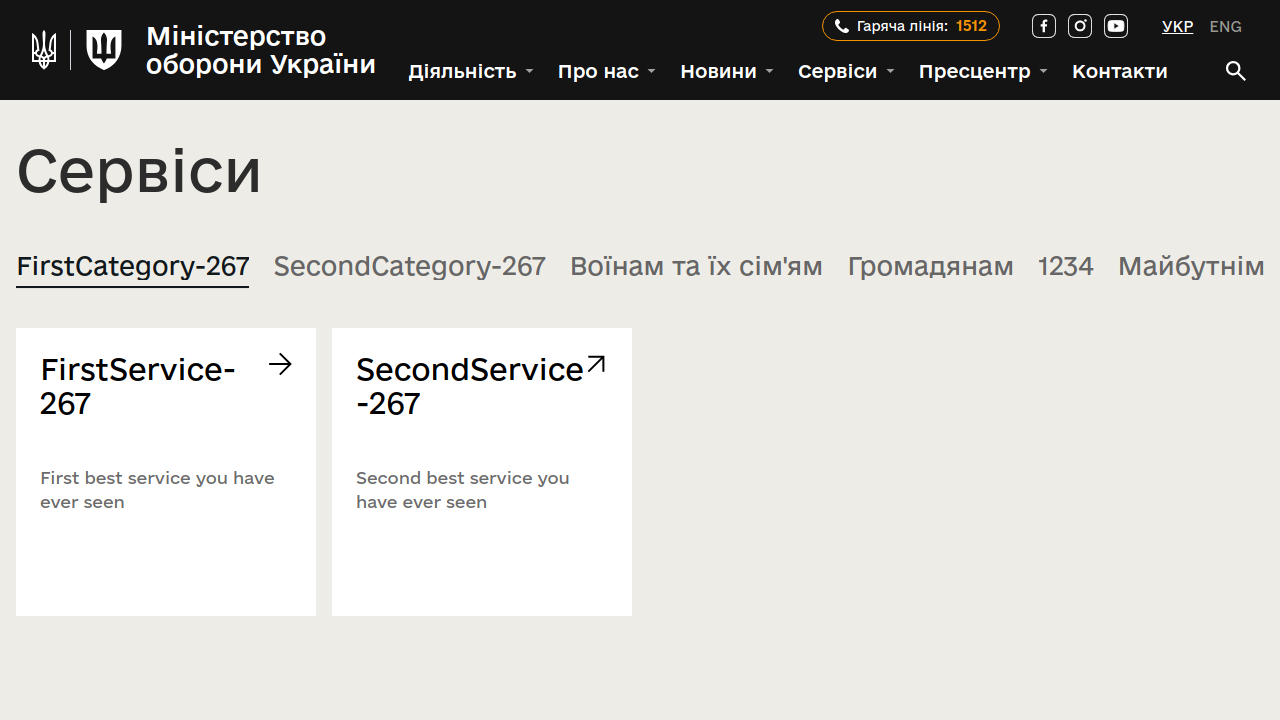 Міністерство
оборони України
Гаряча лінія: 1512
УКР ENG
Діяльність Про нас Новини Сервіси Пресцентр Контакти
Сервіси
FirstCategory-267 SecondCategory-267 Воїнам та їх сім'ям Громадянам 1234 Майбутнім
FirstService-
267
First best service you have
ever seen
SecondService
-267
Second best service you
have ever seen